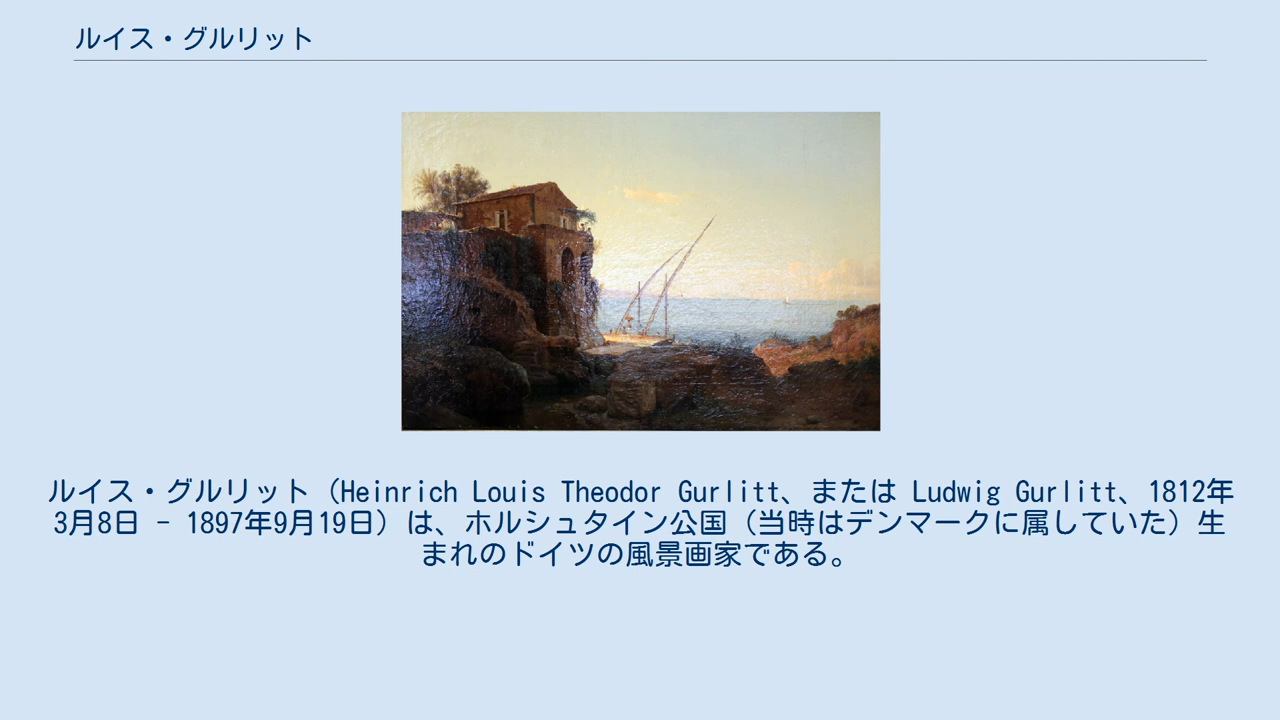 ルイス・グルリット
ルイス・グルリット（Heinrich Louis Theodor Gurlitt、または Ludwig Gurlitt、1812年
3月8日 - 1897年9月19日）は、ホルシュタイン公国（当時はデンマークに属していた）生
まれのドイツの風景画家である。